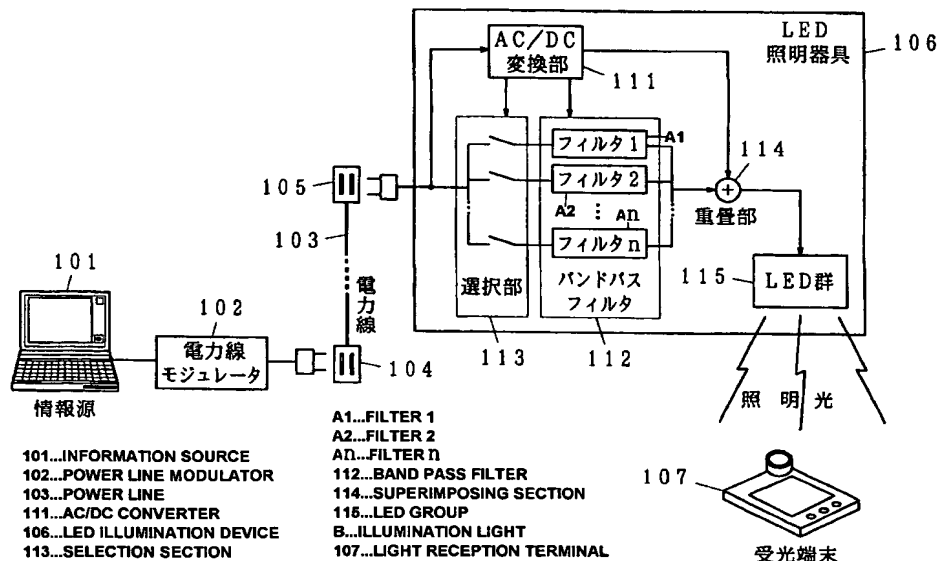 LED
照明器具
106
AC/DC
変換部
111
フィルタ1
A1
フィルタ2
A2
An
フィルタn
114
重畳部
選択部
バンドパス
フィルタ
113
112
115
LED群
105
103
電力線
104
101
情報源
102
電力線
モジュレータ
照明光
107
受光端末
101...INFORMATION SOURCE
102...POWER LINE MODULATOR
103...POWER LINE
111...AC/DC CONVERTER
106...LED ILLUMINATION DEVICE
113...SELECTION SECTION
A1...FILTER 1
A2...FILTER 2
An...FILTER n
112...BAND PASS FILTER
114...SUPERIMPOSING SECTION
115...LED GROUP
B...ILLUMINATION LIGHT
107...LIGHT RECEPTION TERMINAL